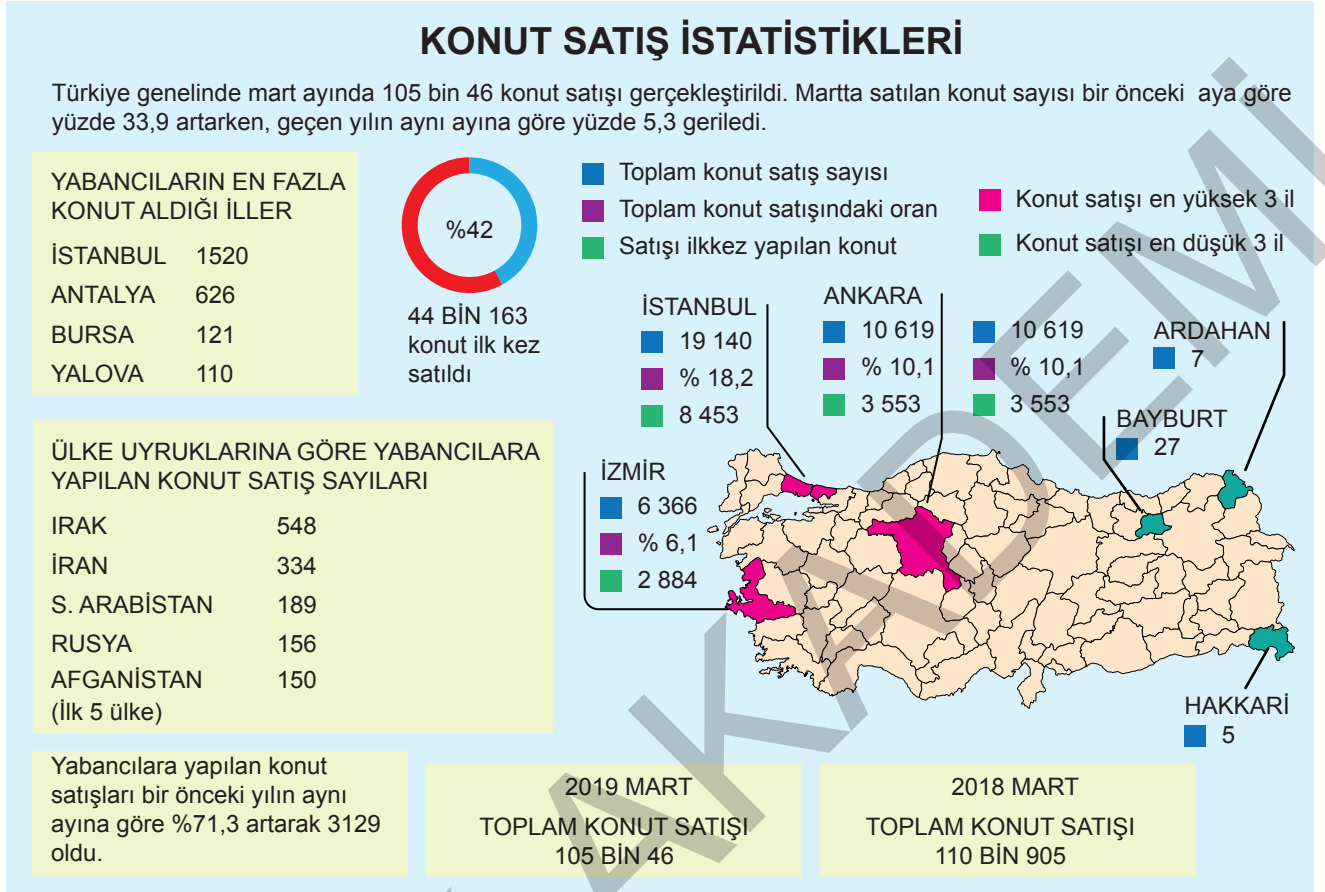 KONUT SATIŞ İSTATİSTİKLERİ
Türkiye genelinde mart ayında 105 bin 46 konut satışı gerçekleştirildi. Martta satılan konut sayısı bir önceki aya göre
yüzde 33,9 artarken, geçen yılın aynı ayına göre yüzde 5,3 geriledi.
YABANCILARIN EN FAZLA
KONUT ALDIĞI İLLER
İSTANBUL 1520
ANTALYA 626
BURSA 121
YALOVA 110
%42
44 BİN 163
konut ilk kez
satıldı
Toplam konut satış sayısı
Toplam konut satışındaki oran
Satışı ilkkez yapılan konut
Konut satışı en yüksek 3 il
Konut satışı en düşük 3 il
İSTANBUL
19 140
% 18,2
8 453
ANKARA
10 619
% 10,1
3 553
10 619
% 10,1
3 553
ARDAHAN
7
BAYBURT
27
ÜLKE UYRUKLARINA GÖRE YABANCILARA
YAPILAN KONUT SATIŞ SAYILARI
IRAK 548
İRAN 334
S. ARABİSTAN 189
RUSYA 156
AFGANİSTAN 150
(İlk 5 ülke)
İZMİR
6 366
% 6,1
2 884
HAKKARİ
5
Yabancılara yapılan konut
satışları bir önceki yılın aynı
ayına göre %71,3 artarak 3129
oldu.
2019 MART
TOPLAM KONUT SATIŞI
105 BİN 46
2018 MART
TOPLAM KONUT SATIŞI
110 BİN 905
AKADEMİ